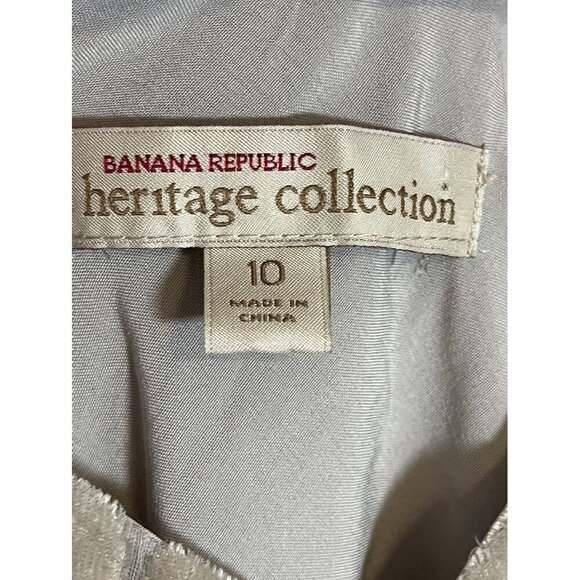 BANANA REPUBLIC
heritage collection
10
MADE IN
CHINA